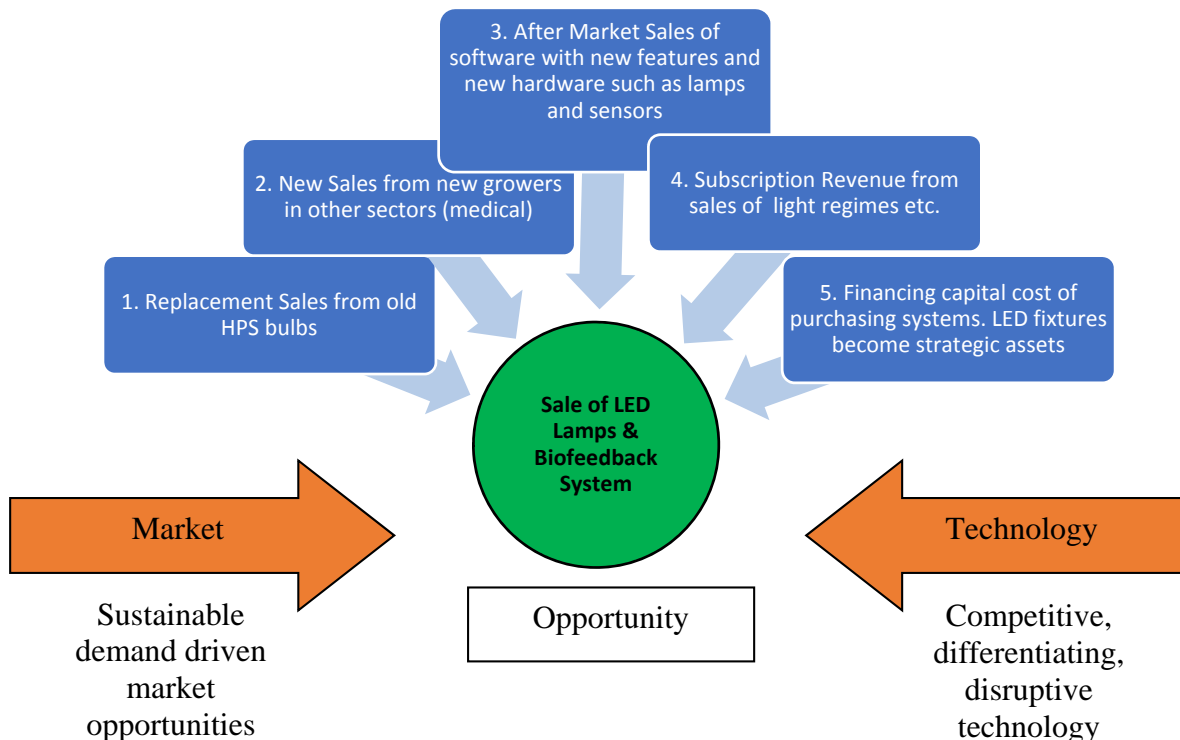 3. After Market Sales of
software with new features and
new hardware such as lamps
and sensors
2. New Sales from new growers
in other sectors (medical)
4. Subscription Revenue from
sales of light regimes etc.
1. Replacement Sales from old
HPS bulbs
5. Financing capital cost of
purchasing systems. LED fixtures
become strategic assets
Sale of LED
Lamps &
Biofeedback
System
Market
Technology
Opportunity
Sustainable
demand driven
market
opportunities
Competitive,
differentiating,
disruptive
technology